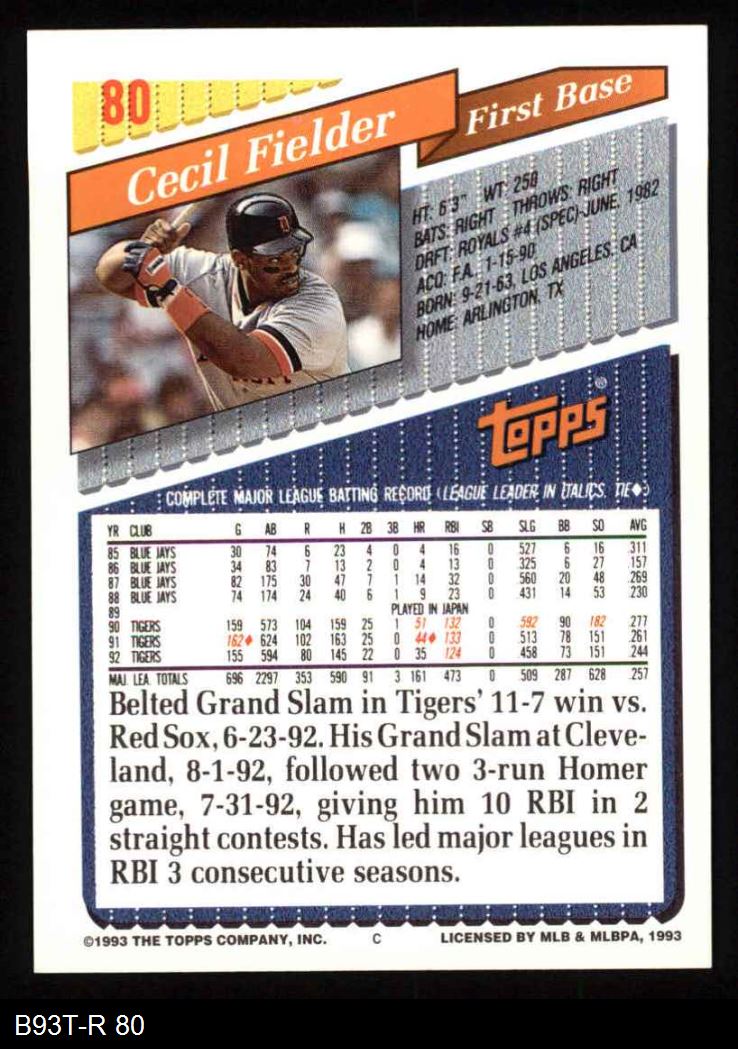 80
Cecil Fielder
First Base
HT: 6'3" WT: 250
BATS: RIGHT THROWS: RIGHT
DRFT: ROYALS #4 (SPEC)-JUNE, 1982
ACQ: F.A., 1-15-90
BORN: 9-21-63, LOS ANGELES, CA
HOME: ARLINGTON, TX
TOPPS®
COMPLETE MAJOR LEAGUE BATTING RECORD (LEAGUE LEADER IN ITALICS, TIE◆)
YR CLUB G AB R H 2B 3B HR RBI SB SLG BB SO AVG
85 BLUE JAYS 30 74 6 23 4 0 4 16 0 .527 6 16 .311
86 BLUE JAYS 34 83 7 13 2 0 4 13 0 .325 6 27 .157
87 BLUE JAYS 82 175 30 47 7 1 14 32 0 .560 20 48 .269
88 BLUE JAYS 74 174 24 40 6 1 9 23 0 .431 14 53 .230
89 PLAYED IN JAPAN
90 TIGERS 159 573 104 159 25 1 51 132 0 .592 90 182 .277
91 TIGERS 162◆ 624 102 163 25 0 44◆ 133 0 .513 78 151 .261
92 TIGERS 155 594 80 145 22 0 35 124 0 .458 73 151 .244
MAJ. LEA. TOTALS 696 2297 353 590 91 3 161 473 0 .509 287 628 .257
Belted Grand Slam in Tigers' 11-7 win vs.
Red Sox, 6-23-92. His Grand Slam at Cleve-
land, 8-1-92, followed two 3-run Homer
game, 7-31-92, giving him 10 RBI in 2
straight contests. Has led major leagues in
RBI 3 consecutive seasons.
©1993 THE TOPPS COMPANY, INC. C LICENSED BY MLB & MLBPA, 1993
B93T-R 80